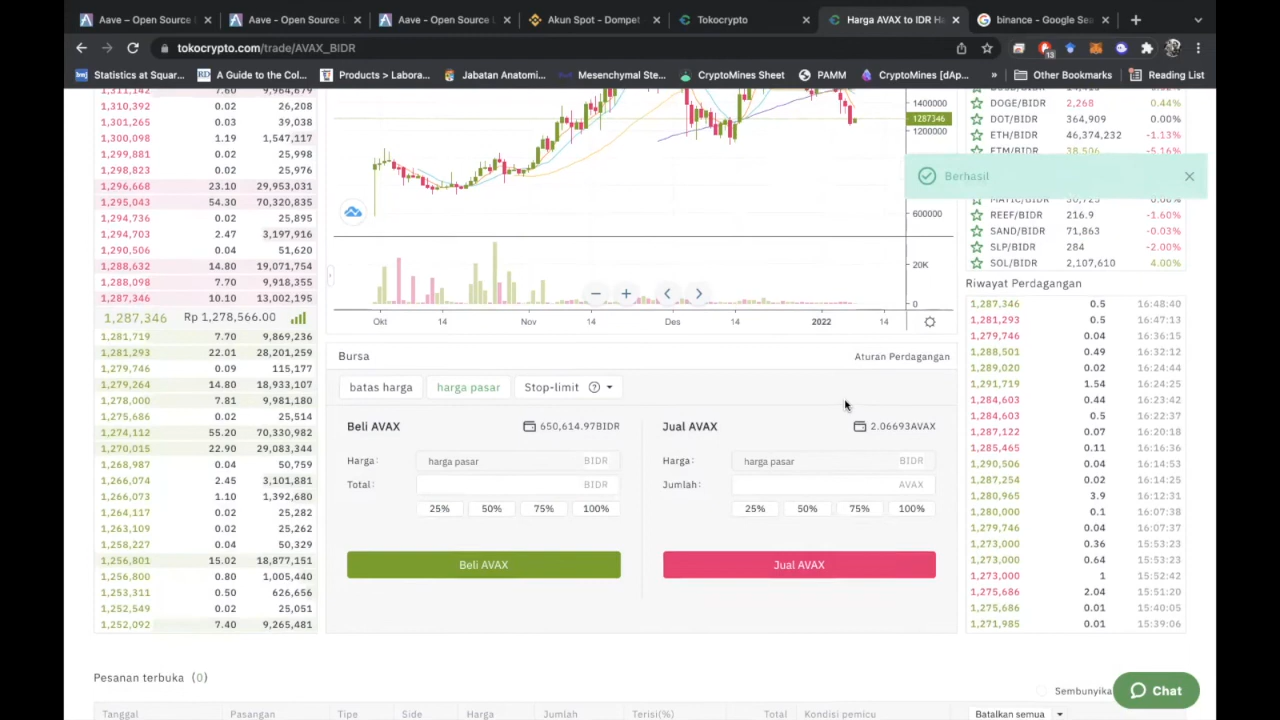 Aave – Open Source L
Aave - Open Source L
Aave - Open Source L
Akun Spot - Dompet
Tokocrypto
Harga AVAX to IDR Ha
binance - Google Sea
tokocrypto.com/trade/AVAX_BIDR
Statistics at Squar...
A Guide to the Col...
Products > Labora...
Jabatan Anatomi...
Mesenchymal Ste...
CryptoMines Sheet
PAMM
CryptoMines [dAp...
»
Other Bookmarks
Reading List
1,311,142 7.60 9,964,679
1,310,392 0.02 26,208
1,301,265 0.03 39,038
1,300,098 1.19 1,547,117
1,299,881 0.02 25,998
1,298,823 0.02 25,976
1,296,668 23.10 29,953,031
1,295,043 54.30 70,320,835
1,294,736 0.02 25,895
1,294,703 2.47 3,197,916
1,290,506 0.04 51,620
1,288,632 14.80 19,071,754
1,288,098 7.70 9,918,355
1,287,346 10.10 13,002,195
1,287,346 Rp 1,278,566.00
1,281,719 7.70 9,869,236
1,281,293 22.01 28,201,259
1,279,746 0.09 115,177
1,279,264 14.80 18,933,107
1,278,000 7.81 9,981,180
1,275,686 0.02 25,514
1,274,112 55.20 70,330,982
1,270,015 22.90 29,083,344
1,268,987 0.04 50,759
1,266,074 2.45 3,101,881
1,266,073 1.10 1,392,680
1,264,117 0.02 25,282
1,263,109 0.02 25,262
1,258,227 0.04 50,329
1,256,801 15.02 18,877,151
1,256,800 0.80 1,005,440
1,253,311 0.50 626,656
1,252,549 0.02 25,051
1,252,092 7.40 9,265,481
1400000
1287346
1200000
600000
20K
0
Okt 14 Nov 14 Des 14 2022 14
Bursa
Aturan Perdagangan
batas harga harga pasar Stop-limit
Beli AVAX 650,614.97BIDR
Harga: harga pasar BIDR
Total: BIDR
25% 50% 75% 100%
Beli AVAX
Jual AVAX 2.06693AVAX
Harga: harga pasar BIDR
Jumlah: AVAX
25% 50% 75% 100%
Jual AVAX
DOGE/BIDR 2,268 0.44%
DOT/BIDR 364,909 0.00%
ETH/BIDR 46,374,232 -1.13%
FTM/BIDR 38,506 -5.16%
Berhasil
REEF/BIDR 216.9 -1.60%
SAND/BIDR 71,863 -0.03%
SLP/BIDR 284 -2.00%
SOL/BIDR 2,107,610 4.00%
Riwayat Perdagangan
1,287,346 0.5 16:48:40
1,281,293 0.5 16:47:13
1,279,746 0.04 16:36:15
1,288,501 0.49 16:32:12
1,289,020 0.02 16:24:44
1,291,719 1.54 16:24:25
1,284,603 0.44 16:23:42
1,284,603 0.5 16:22:37
1,287,122 0.07 16:20:18
1,285,465 0.11 16:16:36
1,290,506 0.04 16:14:53
1,287,254 0.02 16:14:25
1,280,965 3.9 16:12:31
1,280,000 0.1 16:07:38
1,279,746 0.04 16:07:37
1,273,000 0.36 15:53:23
1,273,000 0.64 15:53:23
1,273,000 1 15:52:42
1,275,686 2.04 15:51:20
1,275,686 0.01 15:40:05
1,271,985 0.01 15:39:06
Pesanan terbuka (0)
Sembunyika
Chat
Tanggal Pasangan Tipe Side Harga Jumlah Terisi(%) Total Kondisi pemicu Batalkan semua